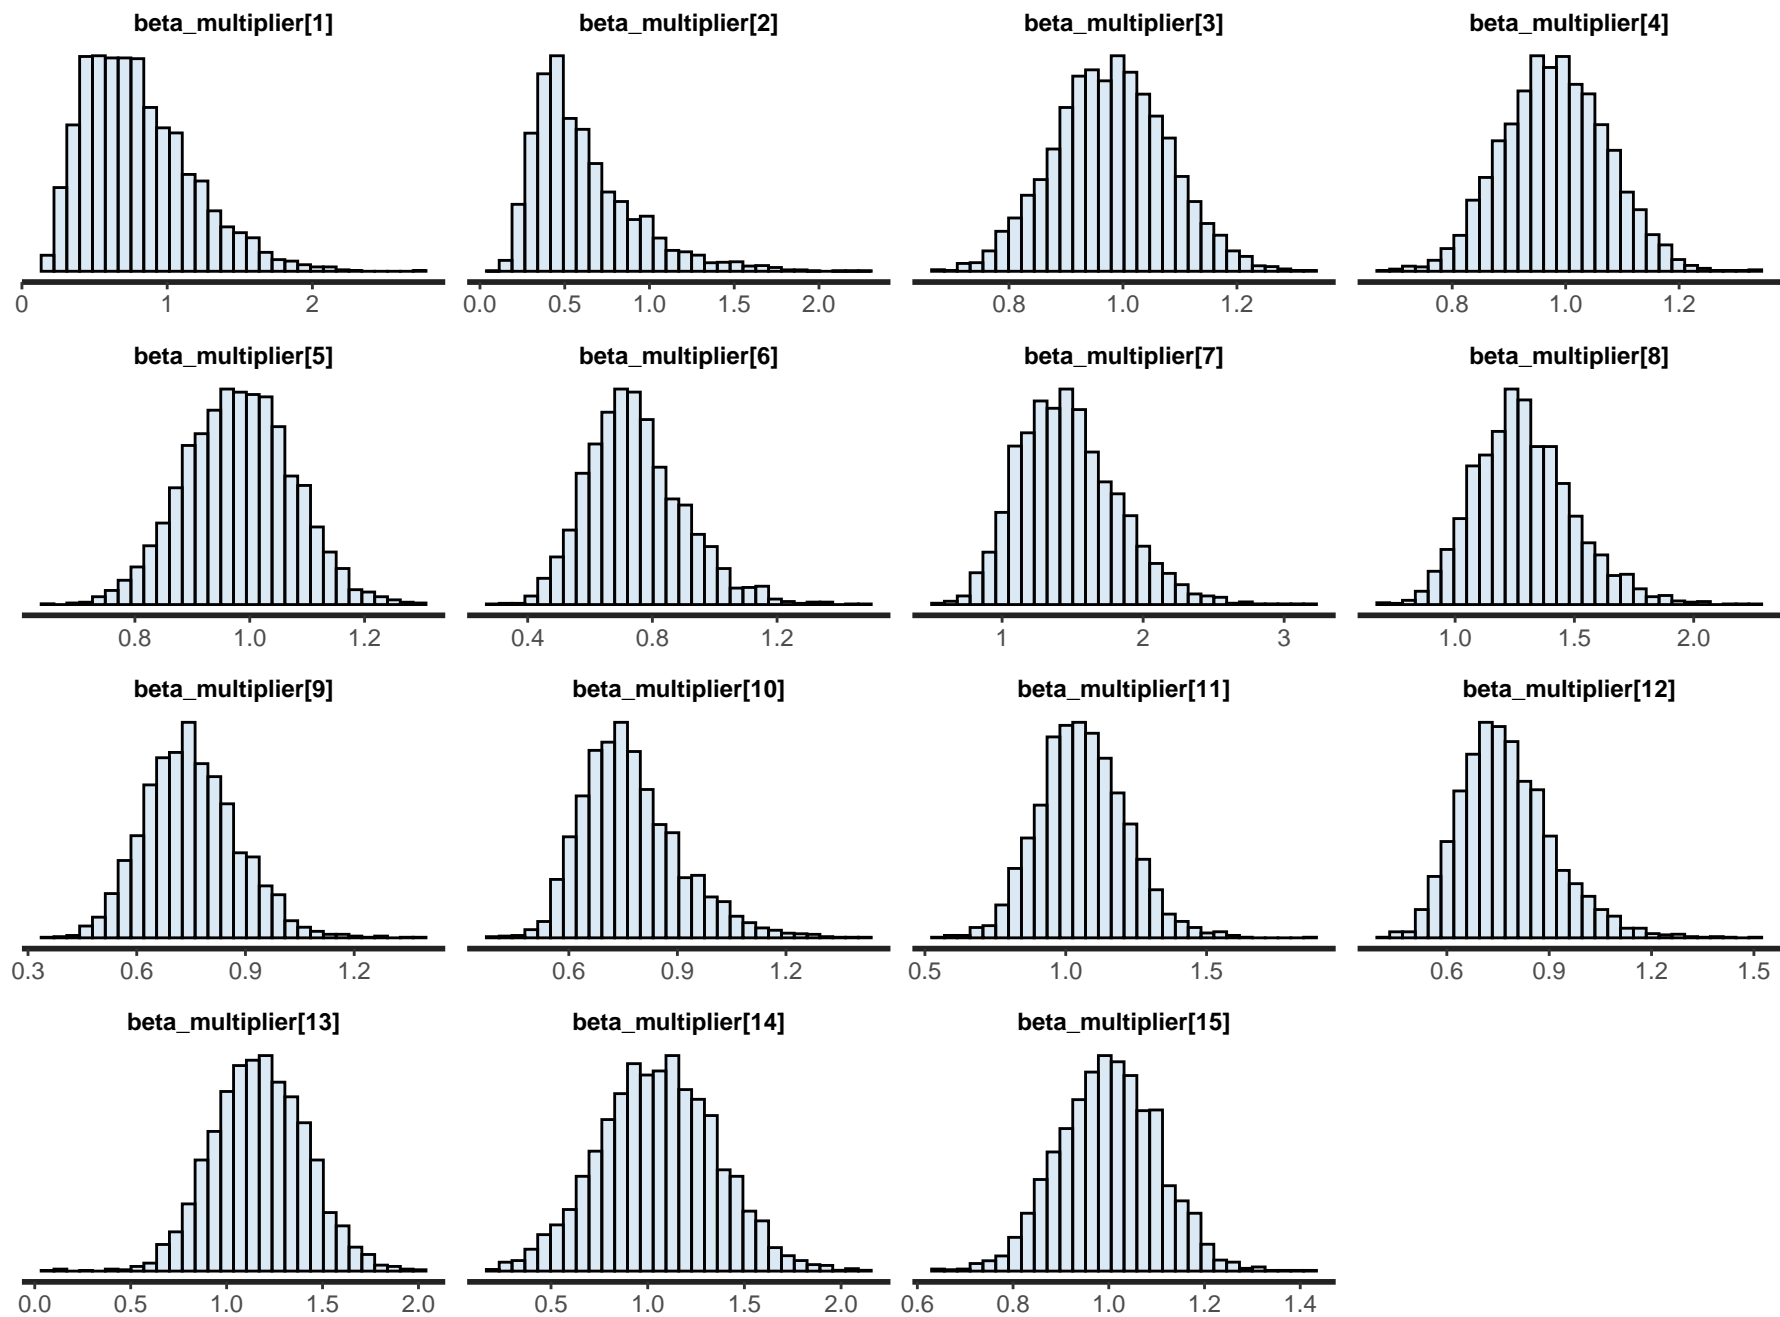 beta_multiplier[1] beta_multiplier[2] beta_multiplier[3] beta_multiplier[4]
0 1 2 0.0 0.5 1.0 1.5 2.0 0.8 1.0 1.2 0.8 1.0 1.2
beta_multiplier[5] beta_multiplier[6] beta_multiplier[7] beta_multiplier[8]
0.8 1.0 1.2 0.4 0.8 1.2 1 2 3 1.0 1.5 2.0
beta_multiplier[9] beta_multiplier[10] beta_multiplier[11] beta_multiplier[12]
0.3 0.6 0.9 1.2 0.6 0.9 1.2 0.5 1.0 1.5 0.6 0.9 1.2 1.5
beta_multiplier[13] beta_multiplier[14] beta_multiplier[15]
0.0 0.5 1.0 1.5 2.0 0.5 1.0 1.5 2.0 0.6 0.8 1.0 1.2 1.4